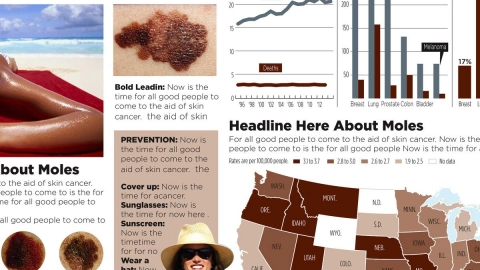 bout Moles
to the aid of skin cancer.
people to come to is the for
me for all good people to
all good people to come to
Bold Leadin: Now is the
time for all good people to
come to the aid of skin
cancer. the aid of skin
PREVENTION: Now is
the time for all good
people to come to the
aid of skin cancer. the
Cover up: Now is the
time for acancer.
Sunglasses: Now is
the time for now here .
Sunscreen:
Now is the
timetime
for for no
Wear a
hat: Now
20
15
10
5
0
Deaths
'96 '98 '00 '02 '04 '06 '08 '10 '12
200
150
100
50
0
Melanoma
Breast Lung Prostate Colon Bladder
17%
Breast
Headline Here About Moles
For all good people to come to the aid of skin cancer. Now is the
people to come to is the for all good people Now is the time for
Rates are per 100,000 people. 3.1 to 3.7 2.8 to 3.0 2.6 to 2.7 1.9 to 2.5 No data
WASH.
ORE.
IDAHO
MONT.
N.D.
S.D.
WYO.
NEB.
NEV.
UTAH
COLO.
CALIF.
MINN.
WISC.
MICH.
IOWA
ILL.
IND.